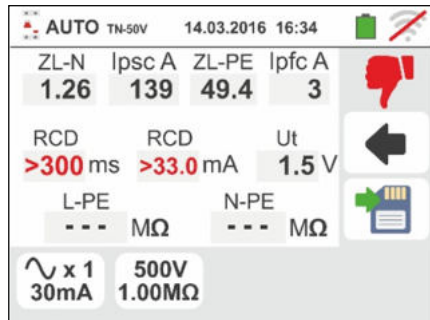 AUTO TN-50V 14.03.2016 16:34
ZL-N Ipsc A ZL-PE Ipfc A
1.26 139 49.4 3
RCD RCD Ut
>300 ms >33.0 mA 1.5 V
L-PE N-PE
--- MΩ --- MΩ
x 1 500V
30mA 1.00MΩ